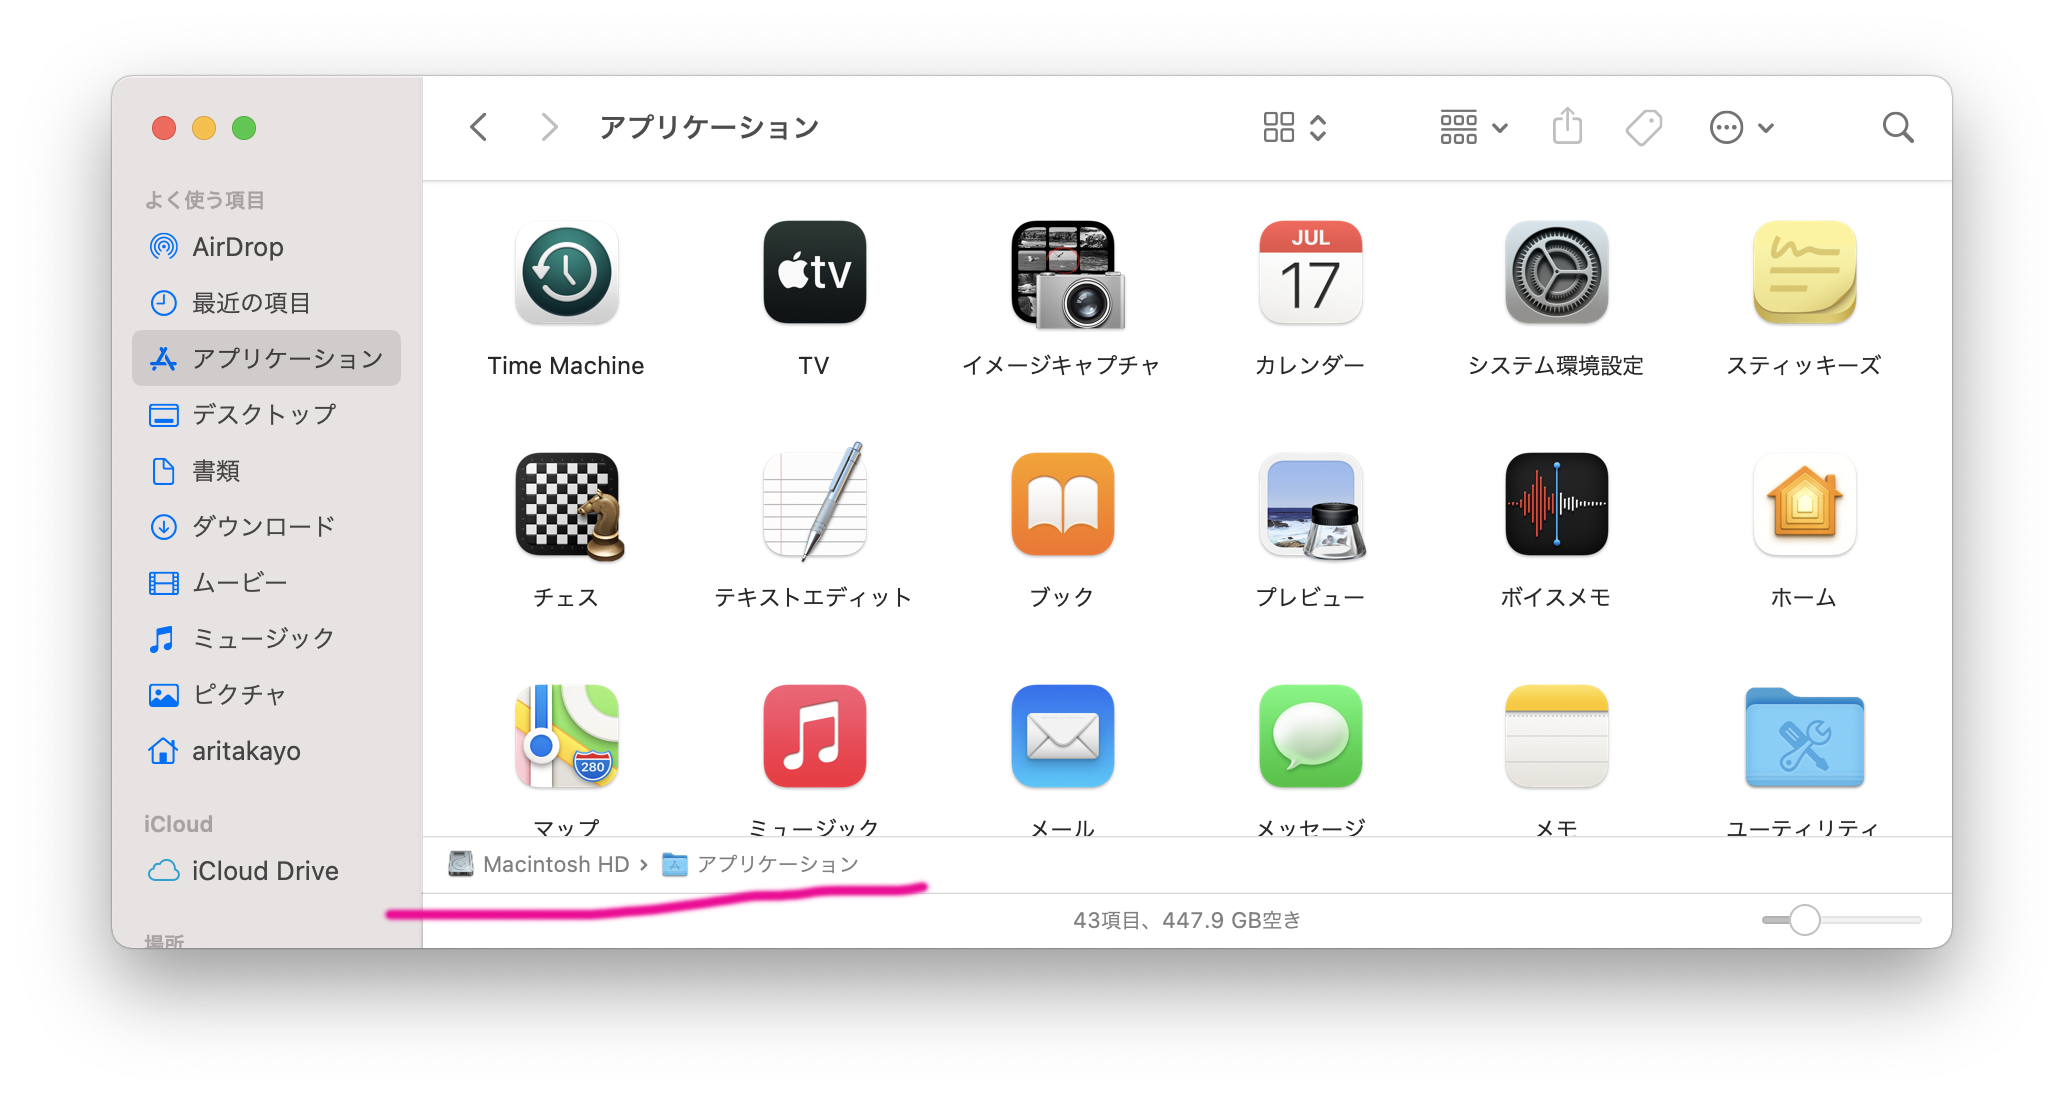 アプリケーション
よく使う項目
AirDrop
最近の項目
アプリケーション
デスクトップ
書類
ダウンロード
ムービー
ミュージック
ピクチャ
aritakayo
iCloud
iCloud Drive
場所
tv
JUL
17
Time Machine
TV
イメージキャプチャ
カレンダー
システム環境設定
スティッキーズ
チェス
テキストエディット
ブック
プレビュー
ボイスメモ
ホーム
280
マップ
ミュージック
メール
メッセージ
メモ
ユーティリティ
Macintosh HD › アプリケーション
43項目、447.9 GB空き